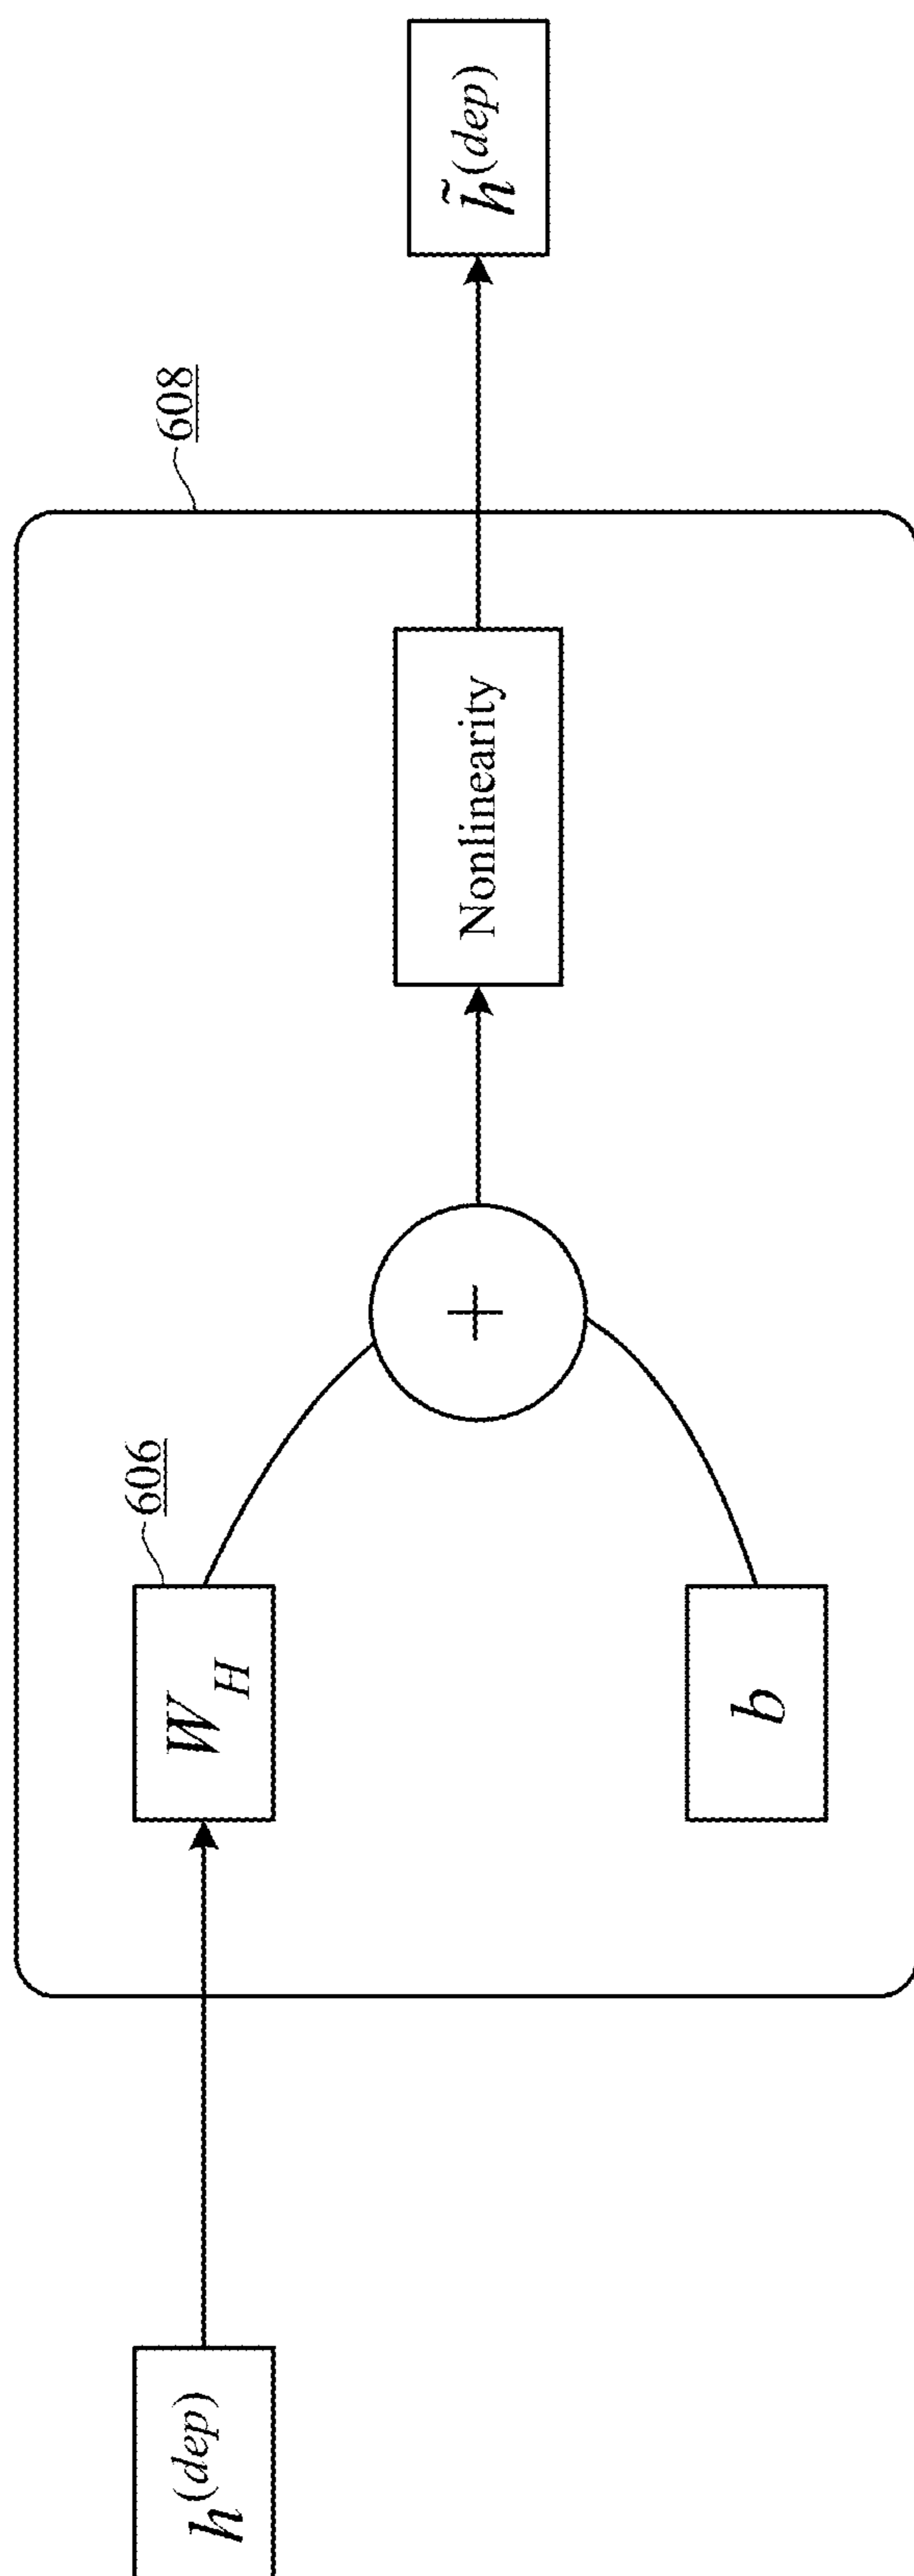 h^(dep)
606
W_H
b
+
Nonlinearity
608
h̃^(dep)